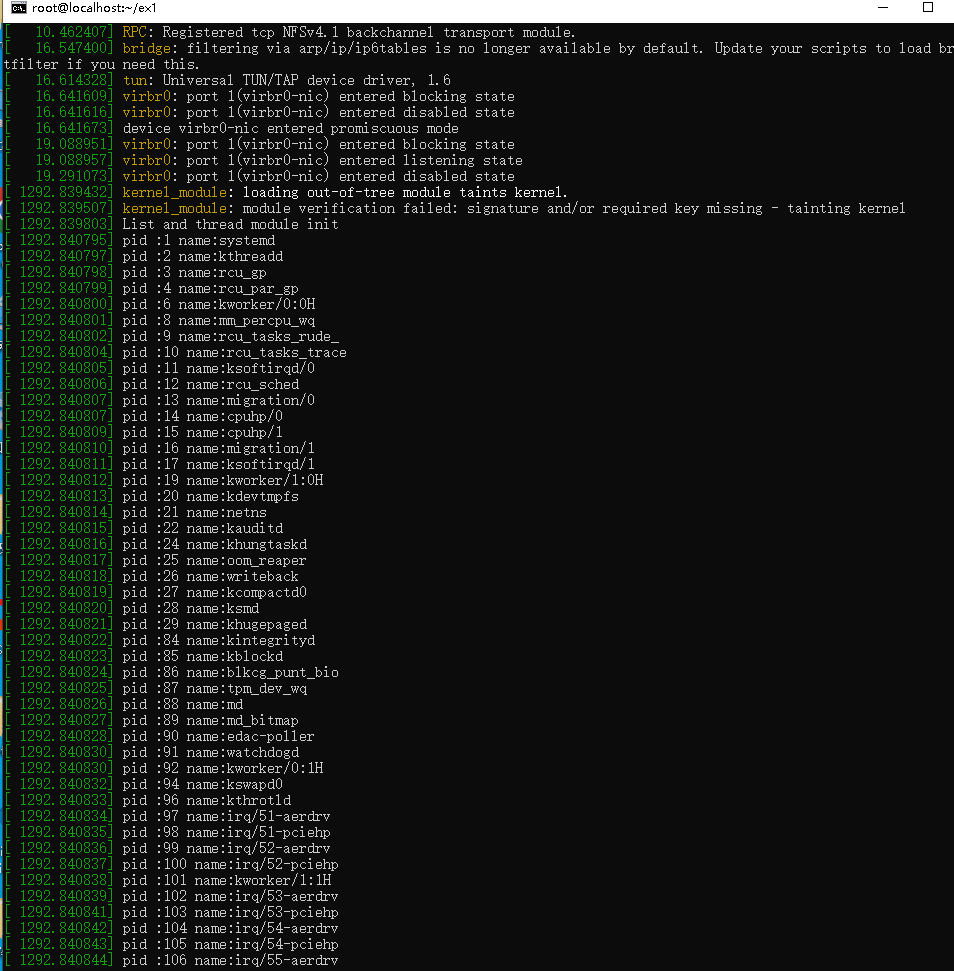 root@localhost:~/ex1
[   10.462407] RPC: Registered tcp NFSv4.1 backchannel transport module.
[   16.547400] bridge: filtering via arp/ip/ip6tables is no longer available by default. Update your scripts to load br
tfilter if you need this.
[   16.614328] tun: Universal TUN/TAP device driver, 1.6
[   16.641609] virbr0: port 1(virbr0-nic) entered blocking state
[   16.641616] virbr0: port 1(virbr0-nic) entered disabled state
[   16.641673] device virbr0-nic entered promiscuous mode
[   19.088951] virbr0: port 1(virbr0-nic) entered blocking state
[   19.088957] virbr0: port 1(virbr0-nic) entered listening state
[   19.291073] virbr0: port 1(virbr0-nic) entered disabled state
[ 1292.839432] kernel_module: loading out-of-tree module taints kernel.
[ 1292.839507] kernel_module: module verification failed: signature and/or required key missing - tainting kernel
[ 1292.839803] List and thread module init
[ 1292.840795] pid :1 name:systemd
[ 1292.840797] pid :2 name:kthreadd
[ 1292.840798] pid :3 name:rcu_gp
[ 1292.840799] pid :4 name:rcu_par_gp
[ 1292.840800] pid :6 name:kworker/0:0H
[ 1292.840801] pid :8 name:mm_percpu_wq
[ 1292.840802] pid :9 name:rcu_tasks_rude_
[ 1292.840804] pid :10 name:rcu_tasks_trace
[ 1292.840805] pid :11 name:ksoftirqd/0
[ 1292.840806] pid :12 name:rcu_sched
[ 1292.840807] pid :13 name:migration/0
[ 1292.840807] pid :14 name:cpuhp/0
[ 1292.840809] pid :15 name:cpuhp/1
[ 1292.840810] pid :16 name:migration/1
[ 1292.840811] pid :17 name:ksoftirqd/1
[ 1292.840812] pid :19 name:kworker/1:0H
[ 1292.840813] pid :20 name:kdevtmpfs
[ 1292.840814] pid :21 name:netns
[ 1292.840815] pid :22 name:kauditd
[ 1292.840816] pid :24 name:khungtaskd
[ 1292.840817] pid :25 name:oom_reaper
[ 1292.840818] pid :26 name:writeback
[ 1292.840819] pid :27 name:kcompactd0
[ 1292.840820] pid :28 name:ksmd
[ 1292.840821] pid :29 name:khugepaged
[ 1292.840822] pid :84 name:kintegrityd
[ 1292.840823] pid :85 name:kblockd
[ 1292.840824] pid :86 name:blkcg_punt_bio
[ 1292.840825] pid :87 name:tpm_dev_wq
[ 1292.840826] pid :88 name:md
[ 1292.840827] pid :89 name:md_bitmap
[ 1292.840828] pid :90 name:edac-poller
[ 1292.840830] pid :91 name:watchdogd
[ 1292.840830] pid :92 name:kworker/0:1H
[ 1292.840832] pid :94 name:kswapd0
[ 1292.840833] pid :96 name:kthrotld
[ 1292.840834] pid :97 name:irq/51-aerdrv
[ 1292.840835] pid :98 name:irq/51-pciehp
[ 1292.840836] pid :99 name:irq/52-aerdrv
[ 1292.840837] pid :100 name:irq/52-pciehp
[ 1292.840838] pid :101 name:kworker/1:1H
[ 1292.840839] pid :102 name:irq/53-aerdrv
[ 1292.840841] pid :103 name:irq/53-pciehp
[ 1292.840842] pid :104 name:irq/54-aerdrv
[ 1292.840843] pid :105 name:irq/54-pciehp
[ 1292.840844] pid :106 name:irq/55-aerdrv